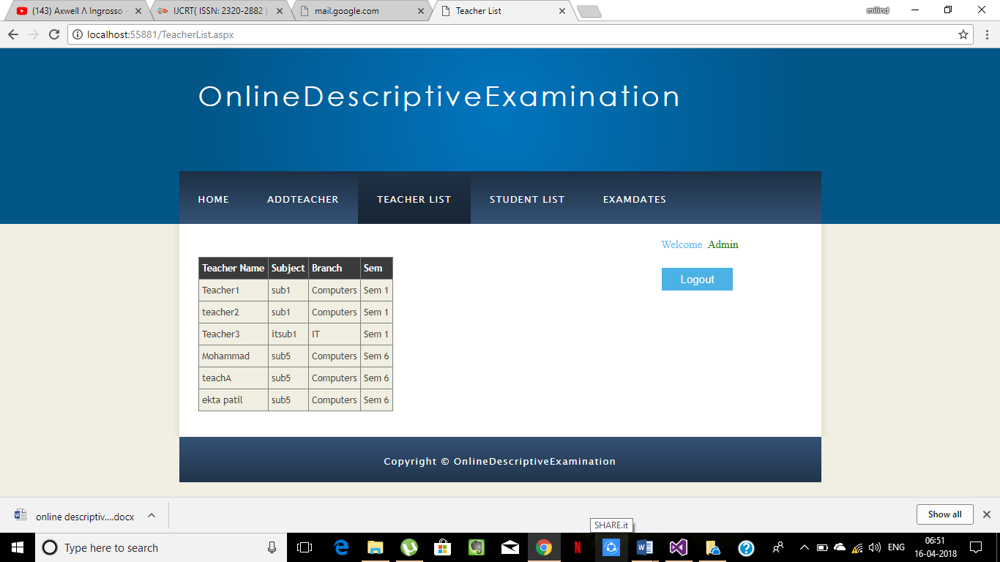 (143) Axwell Λ Ingrosso -
IJCRT( ISSN: 2320-2882 )
mail.google.com
Teacher List
milind
localhost:55881/TeacherList.aspx
OnlineDescriptiveExamination
HOME ADDTEACHER TEACHER LIST STUDENT LIST EXAMDATES
Welcome Admin
Logout
Teacher Name Subject Branch Sem
Teacher1 sub1 Computers Sem 1
teacher2 sub1 Computers Sem 1
Teacher3 itsub1 IT Sem 1
Mohammad sub5 Computers Sem 6
teachA sub5 Computers Sem 6
ekta patil sub5 Computers Sem 6
Copyright © OnlineDescriptiveExamination
online descriptiv....docx
Show all
SHARE.it
Type here to search
ENG
06:51
16-04-2018